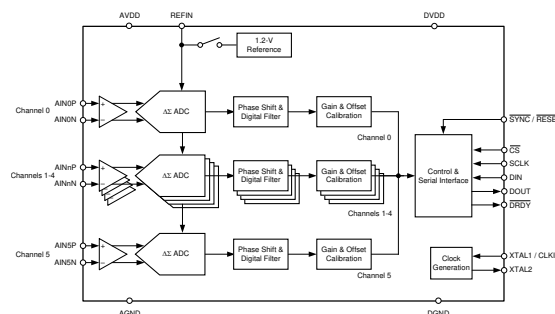 AVDD
REFIN
DVDD
1.2-V
Reference
Channel 0
AIN0P
AIN0N
+
−
ΔΣ ADC
Phase Shift &
Digital Filter
Gain & Offset
Calibration
Channel 0
SYNC / RESE
Channels 1-4
AINnP
AINnN
+
−
ΔΣ ADC
Phase Shift &
Digital Filter
Gain & Offset
Calibration
Channels 1-4
Control &
Serial Interface
CS
SCLK
DIN
DOUT
DRDY
Channel 5
AIN5P
AIN5N
+
−
ΔΣ ADC
Phase Shift &
Digital Filter
Gain & Offset
Calibration
Channel 5
Clock
Generation
XTAL1 / CLKI
XTAL2
AGND
DGND